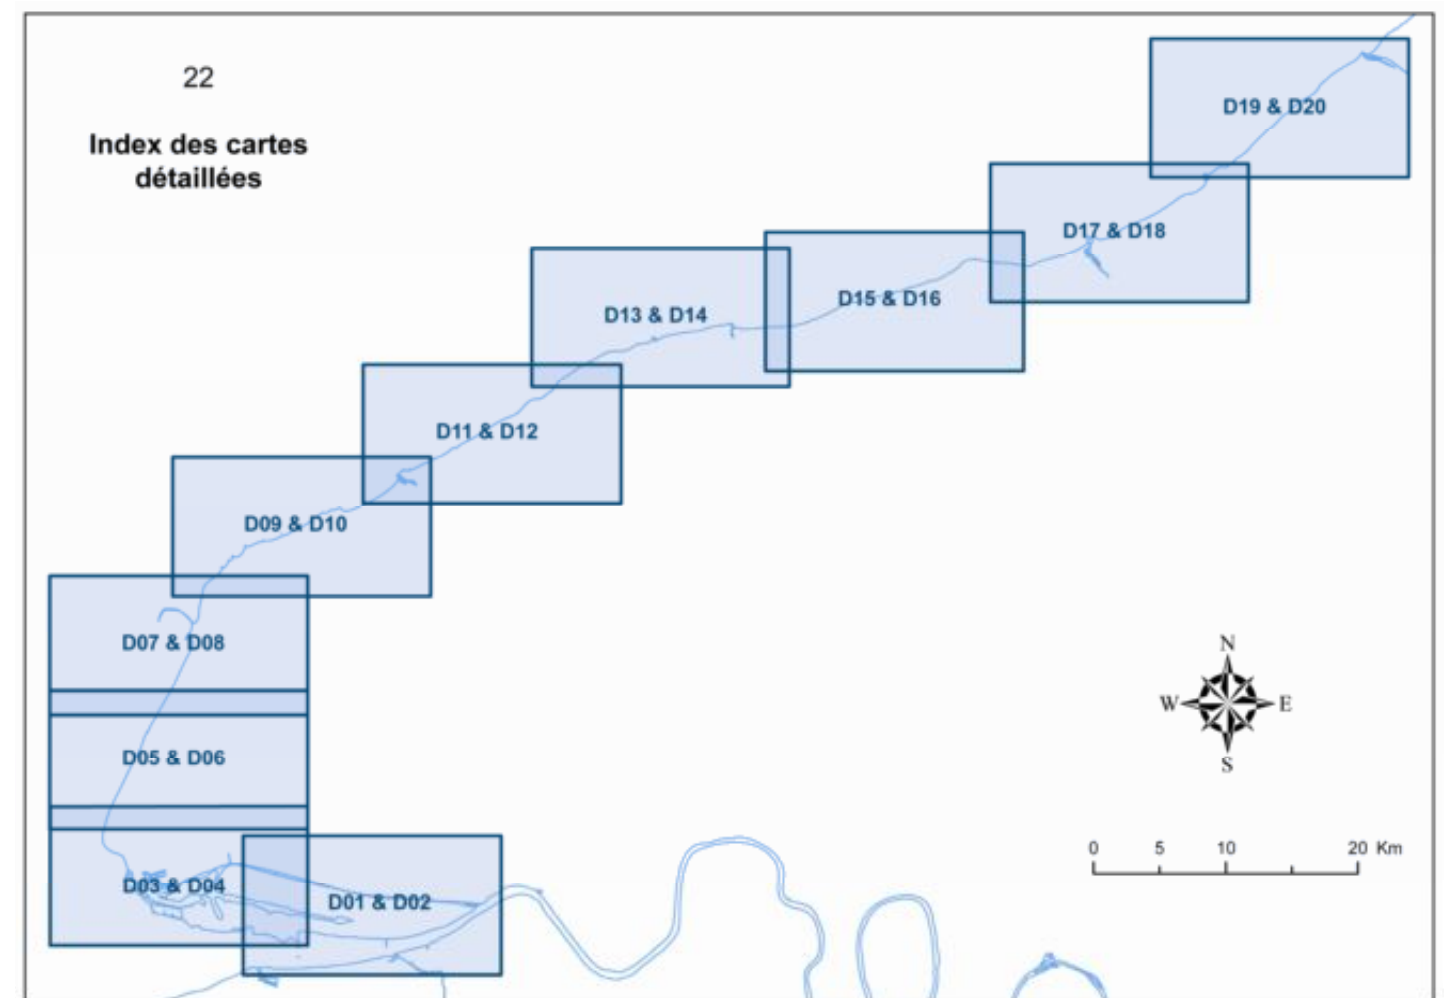 22
Index des cartes
détaillées
D19 & D20
D17 & D18
D15 & D16
D13 & D14
D11 & D12
D09 & D10
D07 & D08
D05 & D06
D03 & D04
D01 & D02
N
W E
S
0 5 10 20 Km